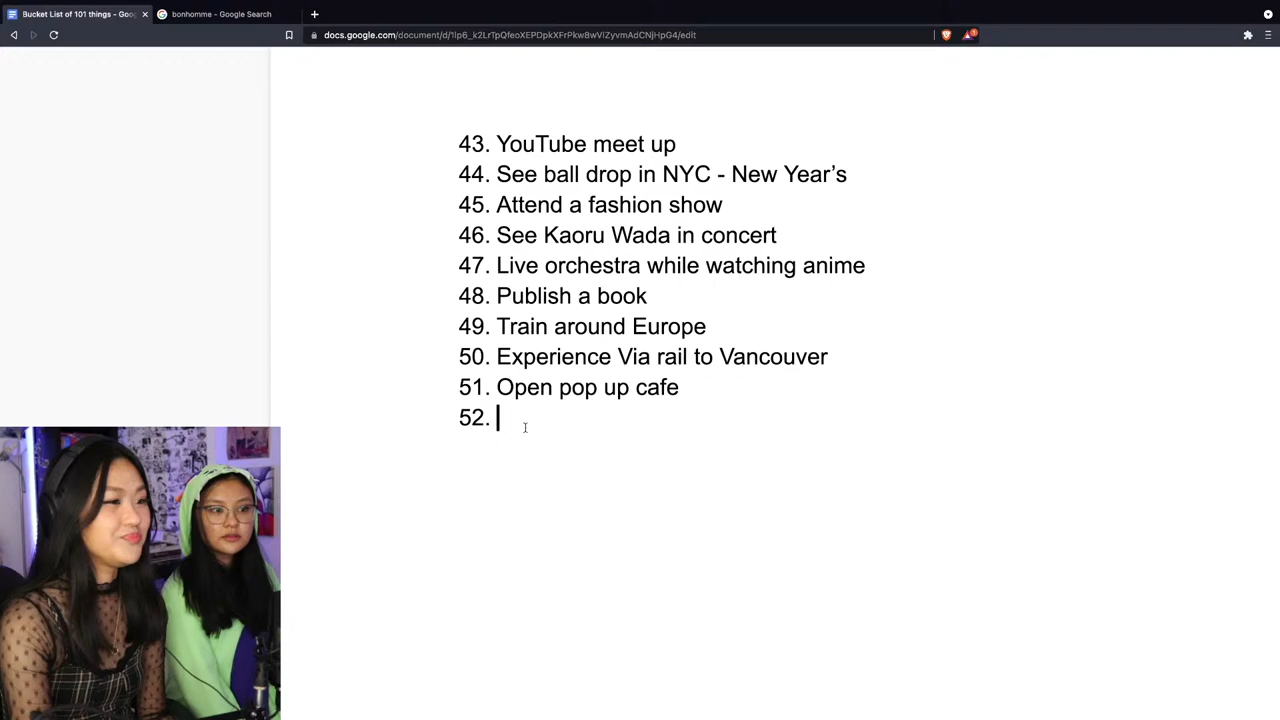 Bucket List of 101 things - Goo
bonhomme - Google Search
docs.google.com/document/d/1lp6_k2LrTpQfeoXEPDpkXFrPkw8wVlZyvmAdCNjHpG4/edit
43. YouTube meet up
44. See ball drop in NYC - New Year’s
45. Attend a fashion show
46. See Kaoru Wada in concert
47. Live orchestra while watching anime
48. Publish a book
49. Train around Europe
50. Experience Via rail to Vancouver
51. Open pop up cafe
52.